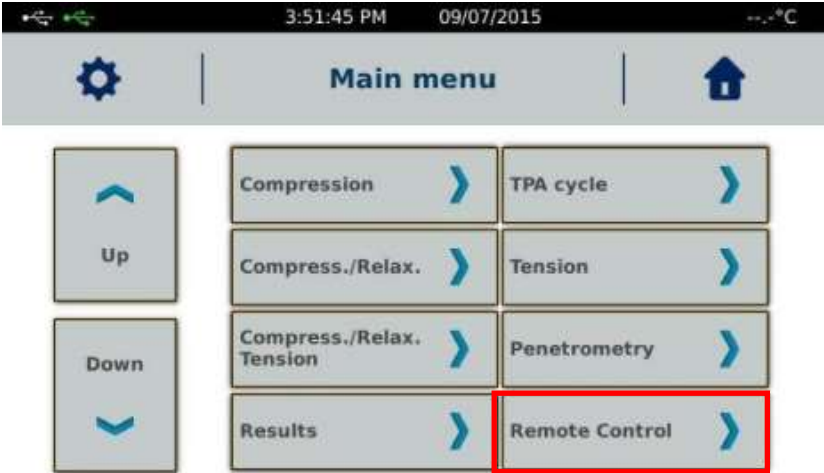 3:51:45 PM 09/07/2015 --.-°C
Main menu
Up
Down
Compression
TPA cycle
Compress./Relax.
Tension
Compress./Relax.
Tension
Penetrometry
Results
Remote Control